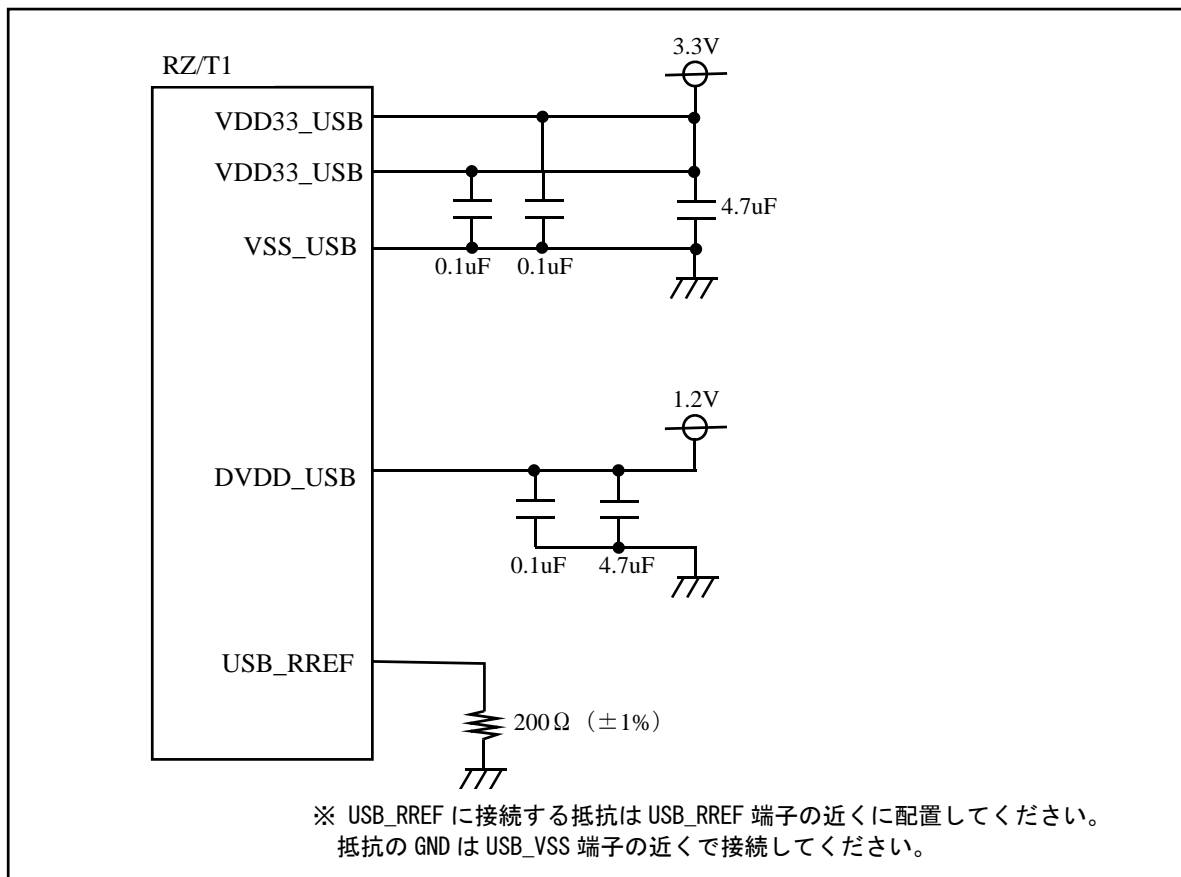 3.3V
RZ/T1
VDD33_USB
VDD33_USB
4.7uF
VSS_USB
0.1uF 0.1uF
1.2V
DVDD_USB
0.1uF 4.7uF
USB_RREF
200Ω（±1%）
※ USB_RREF に接続する抵抗は USB_RREF 端子の近くに配置してください。
抵抗の GND は USB_VSS 端子の近くで接続してください。